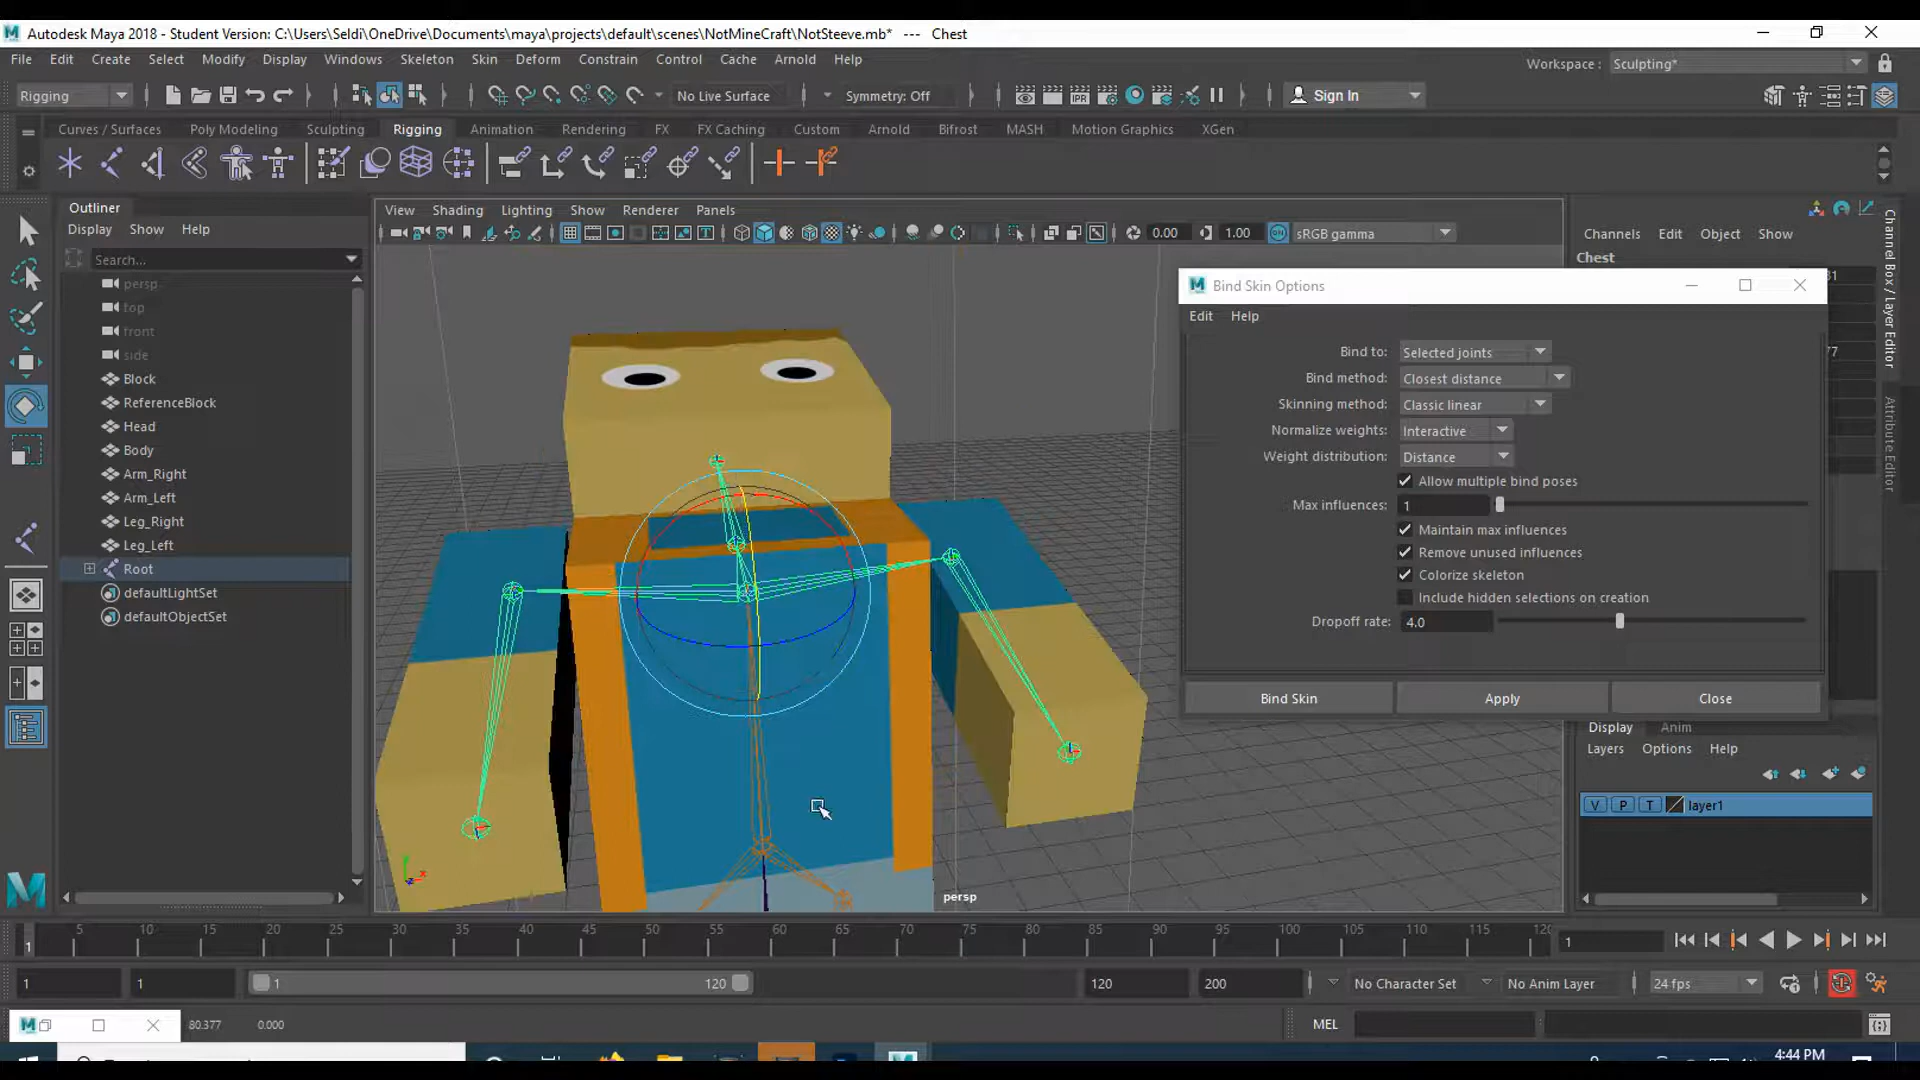 Autodesk Maya 2018 - Student Version: C:\Users\Seldi\OneDrive\Documents\maya\projects\default\scenes\NotMineCraft\NotSteeve.mb* --- Chest
File Edit Create Select Modify Display Windows Skeleton Skin Deform Constrain Control Cache Arnold Help
Workspace : Sculpting*
Rigging No Live Surface Symmetry: Off Sign In
Curves / Surfaces Poly Modeling Sculpting Rigging Animation Rendering FX FX Caching Custom Arnold Bifrost MASH Motion Graphics XGen
Outliner
Display Show Help
Search...
persp
top
front
side
Block
ReferenceBlock
Head
Body
Arm_Right
Arm_Left
Leg_Right
Leg_Left
Root
defaultLightSet
defaultObjectSet
View Shading Lighting Show Renderer Panels
0.00 1.00 sRGB gamma
persp
Channels Edit Object Show
Chest
Channel Box / Layer Editor
Attribute Editor
Bind Skin Options
Edit Help
Bind to: Selected joints
Bind method: Closest distance
Skinning method: Classic linear
Normalize weights: Interactive
Weight distribution: Distance
Allow multiple bind poses
Max influences: 1
Maintain max influences
Remove unused influences
Colorize skeleton
Include hidden selections on creation
Dropoff rate: 4.0
Bind Skin Apply Close
Display Anim
Layers Options Help
V P T layer1
1 5 10 15 20 25 30 35 40 45 50 55 60 65 70 75 80 85 90 95 100 105 110 115 120 1
1 1 1 120 120 200 No Character Set No Anim Layer 24 fps
80.377 0.000 MEL
4:44 PM